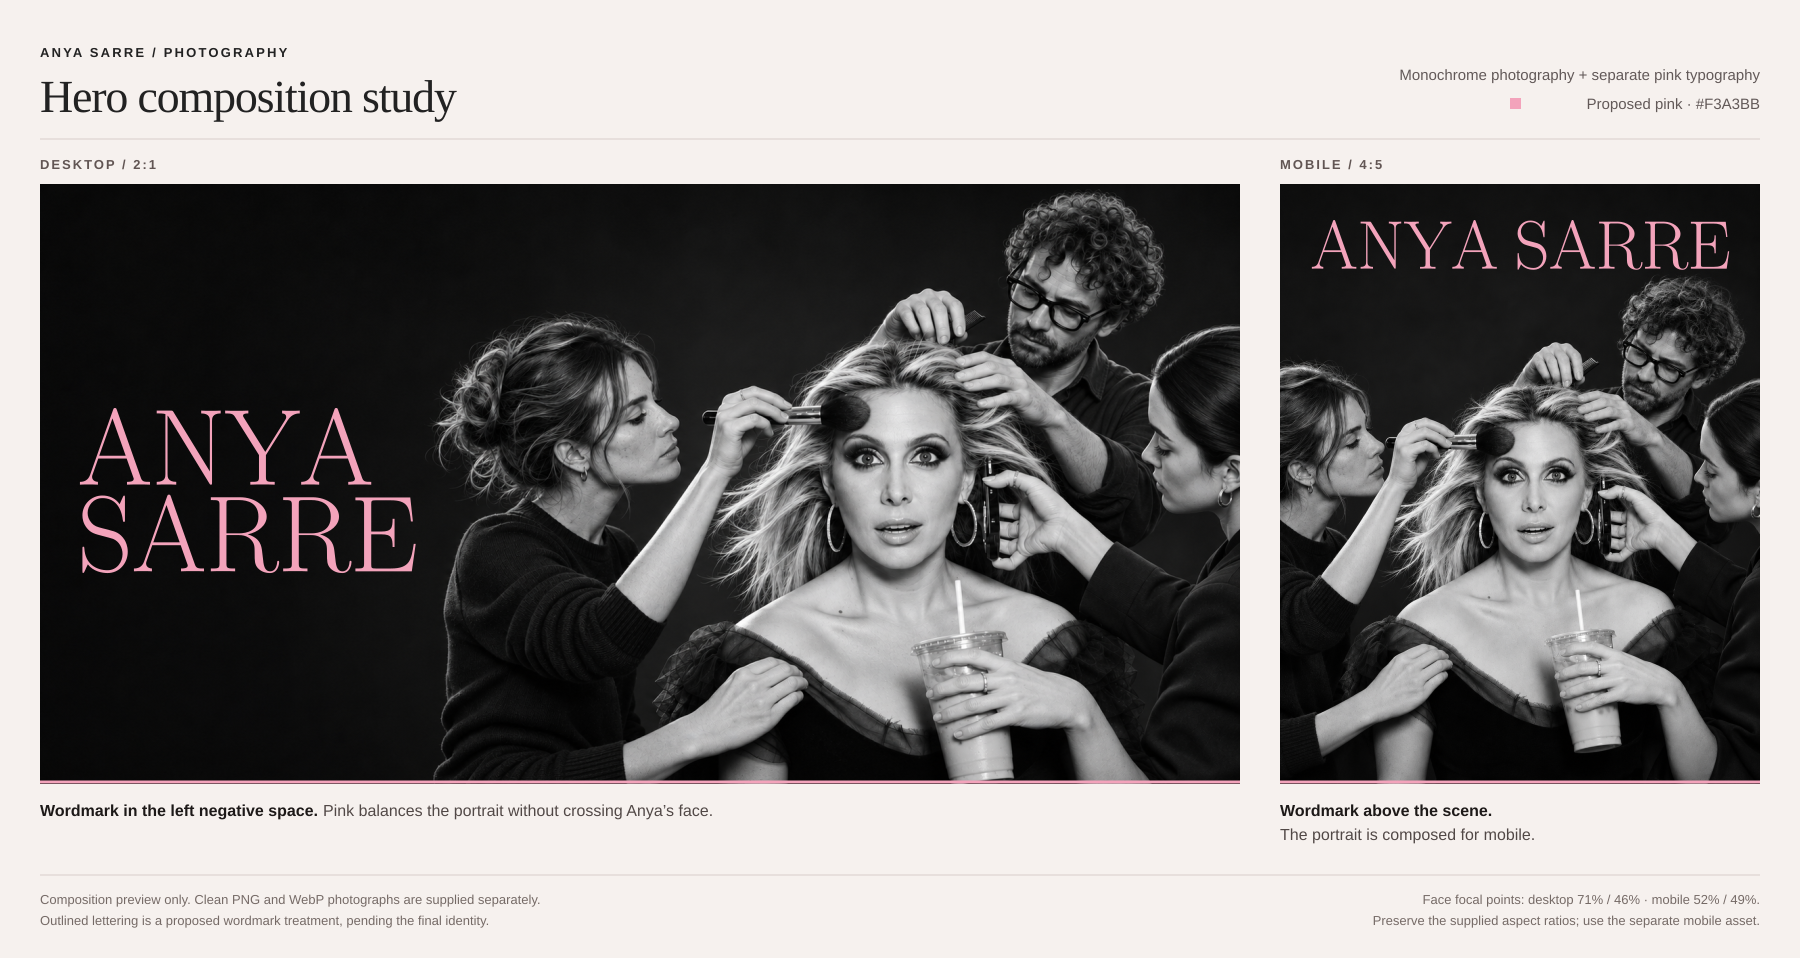 ANYA SARRE / PHOTOGRAPHY
Hero composition study
Monochrome photography + separate pink typography
Proposed pink · #F3A3BB
DESKTOP / 2:1
ANYA
SARRE
Wordmark in the left negative space. Pink balances the portrait without crossing Anya’s face.
MOBILE / 4:5
ANYA SARRE
Wordmark above the scene.
The portrait is composed for mobile.
Composition preview only. Clean PNG and WebP photographs are supplied separately.
Outlined lettering is a proposed wordmark treatment, pending the final identity.
Face focal points: desktop 71% / 46% · mobile 52% / 49%.
Preserve the supplied aspect ratios; use the separate mobile asset.